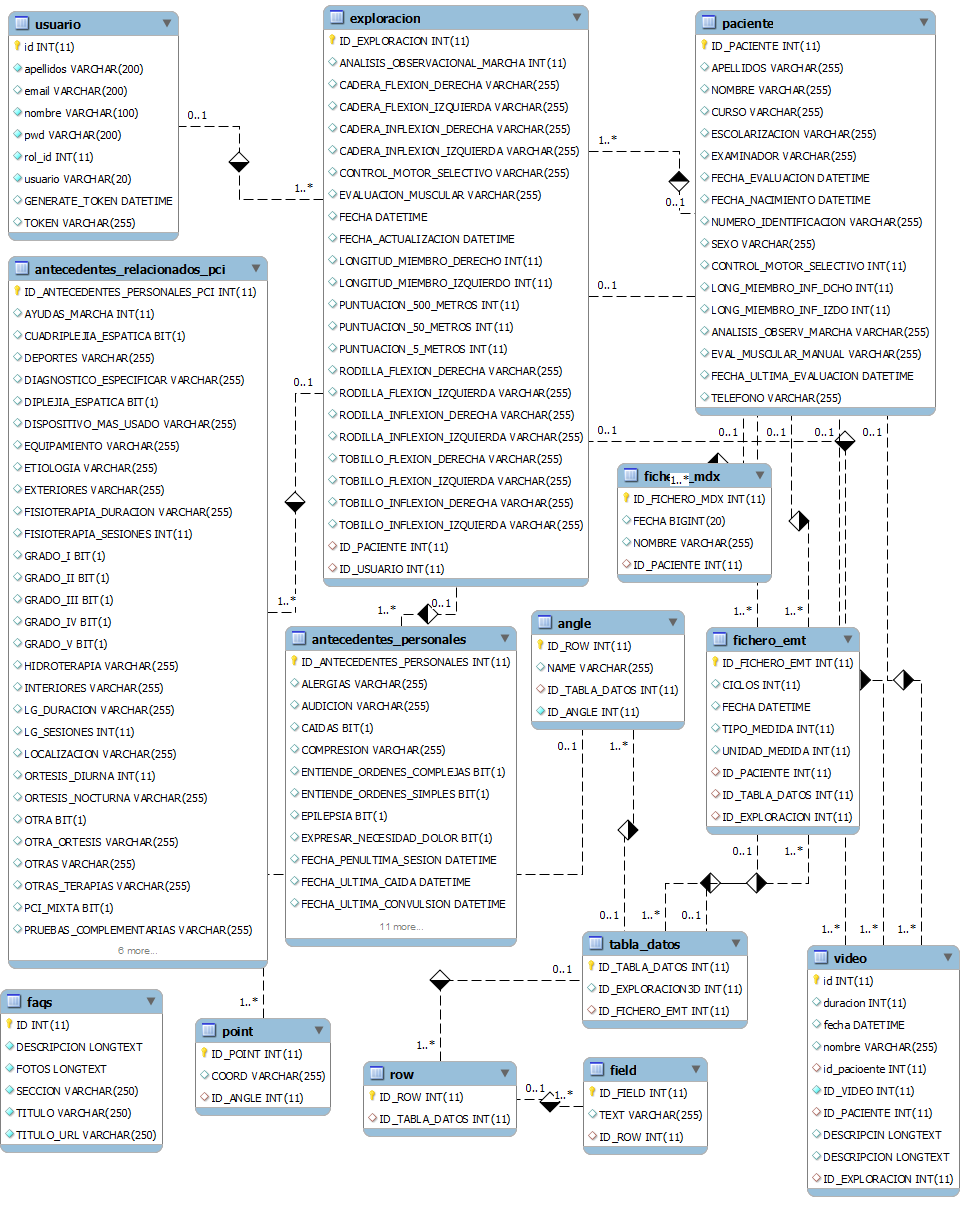 usuario
id INT(11)
apellidos VARCHAR(200)
email VARCHAR(200)
nombre VARCHAR(100)
pwd VARCHAR(200)
rol_id INT(11)
usuario VARCHAR(20)
GENERATE_TOKEN DATETIME
TOKEN VARCHAR(255)
0..1
1..*
exploracion
ID_EXPLORACION INT(11)
ANALISIS_OBSERVACIONAL_MARCHA INT(11)
CADERA_FLEXION_DERECHA VARCHAR(255)
CADERA_FLEXION_IZQUIERDA VARCHAR(255)
CADERA_INFLEXION_DERECHA VARCHAR(255)
CADERA_INFLEXION_IZQUIERDA VARCHAR(255)
CONTROL_MOTOR_SELECTIVO VARCHAR(255)
EVALUACION_MUSCULAR VARCHAR(255)
FECHA DATETIME
FECHA_ACTUALIZACION DATETIME
LONGITUD_MIEMBRO_DERECHO INT(11)
LONGITUD_MIEMBRO_IZQUIERDO INT(11)
PUNTUACION_500_METROS INT(11)
PUNTUACION_50_METROS INT(11)
PUNTUACION_5_METROS INT(11)
RODILLA_FLEXION_DERECHA VARCHAR(255)
RODILLA_FLEXION_IZQUIERDA VARCHAR(255)
RODILLA_INFLEXION_DERECHA VARCHAR(255)
RODILLA_INFLEXION_IZQUIERDA VARCHAR(255)
TOBILLO_FLEXION_DERECHA VARCHAR(255)
TOBILLO_FLEXION_IZQUIERDA VARCHAR(255)
TOBILLO_INFLEXION_DERECHA VARCHAR(255)
TOBILLO_INFLEXION_IZQUIERDA VARCHAR(255)
ID_PACIENTE INT(11)
ID_USUARIO INT(11)
1..*
0..1
0..1
paciente
ID_PACIENTE INT(11)
APELLIDOS VARCHAR(255)
NOMBRE VARCHAR(255)
CURSO VARCHAR(255)
ESCOLARIZACION VARCHAR(255)
EXAMINADOR VARCHAR(255)
FECHA_EVALUACION DATETIME
FECHA_NACIMIENTO DATETIME
NUMERO_IDENTIFICACION VARCHAR(255)
SEXO VARCHAR(255)
CONTROL_MOTOR_SELECTIVO INT(11)
LONG_MIEMBRO_INF_DCHO INT(11)
LONG_MIEMBRO_INF_IZDO INT(11)
ANALISIS_OBSERV_MARCHA VARCHAR(255)
EVAL_MUSCULAR_MANUAL VARCHAR(255)
FECHA_ULTIMA_EVALUACION DATETIME
TELEFONO VARCHAR(255)
antecedentes_relacionados_pci
ID_ANTECEDENTES_PERSONALES_PCI INT(11)
AYUDAS_MARCHA INT(11)
CUADRIPLEJIA_ESPATICA BIT(1)
DEPORTES VARCHAR(255)
DIAGNOSTICO_ESPECIFICAR VARCHAR(255)
DIPLEJIA_ESPATICA BIT(1)
DISPOSITIVO_MAS_USADO VARCHAR(255)
EQUIPAMIENTO VARCHAR(255)
ETIOLOGIA VARCHAR(255)
EXTERIORES VARCHAR(255)
FISIOTERAPIA_DURACION VARCHAR(255)
FISIOTERAPIA_SESIONES INT(11)
GRADO_I BIT(1)
GRADO_II BIT(1)
GRADO_III BIT(1)
GRADO_IV BIT(1)
GRADO_V BIT(1)
HIDROTERAPIA VARCHAR(255)
INTERIORES VARCHAR(255)
LG_DURACION VARCHAR(255)
LG_SESIONES INT(11)
LOCALIZACION VARCHAR(255)
ORTESIS_DIURNA INT(11)
ORTESIS_NOCTURNA VARCHAR(255)
OTRA BIT(1)
OTRA_ORTESIS VARCHAR(255)
OTRAS VARCHAR(255)
OTRAS_TERAPIAS VARCHAR(255)
PCI_MIXTA BIT(1)
PRUEBAS_COMPLEMENTARIAS VARCHAR(255)
6 more...
0..1
1..*
0..1
0..1
0..1
0..1
0..1
1..*
fichero_mdx
ID_FICHERO_MDX INT(11)
FECHA BIGINT(20)
NOMBRE VARCHAR(255)
ID_PACIENTE INT(11)
1..*
0..1
1..*
1..*
antecedentes_personales
ID_ANTECEDENTES_PERSONALES INT(11)
ALERGIAS VARCHAR(255)
AUDICION VARCHAR(255)
CAIDAS BIT(1)
COMPRESION VARCHAR(255)
ENTIENDE_ORDENES_COMPLEJAS BIT(1)
ENTIENDE_ORDENES_SIMPLES BIT(1)
EPILEPSIA BIT(1)
EXPRESAR_NECESIDAD_DOLOR BIT(1)
FECHA_PENULTIMA_SESION DATETIME
FECHA_ULTIMA_CAIDA DATETIME
FECHA_ULTIMA_CONVULSION DATETIME
11 more...
angle
ID_ROW INT(11)
NAME VARCHAR(255)
ID_TABLA_DATOS INT(11)
ID_ANGLE INT(11)
0..1
1..*
fichero_emt
ID_FICHERO_EMT INT(11)
CICLOS INT(11)
FECHA DATETIME
TIPO_MEDIDA INT(11)
UNIDAD_MEDIDA INT(11)
ID_PACIENTE INT(11)
ID_TABLA_DATOS INT(11)
ID_EXPLORACION INT(11)
0..1
1..*
0..1
1..*
0..1
1..*
1..*
1..*
tabla_datos
ID_TABLA_DATOS INT(11)
ID_EXPLORACION3D INT(11)
ID_FICHERO_EMT INT(11)
0..1
1..*
video
id INT(11)
duracion INT(11)
fecha DATETIME
nombre VARCHAR(255)
id_pacioente INT(11)
ID_VIDEO INT(11)
ID_PACIENTE INT(11)
DESCRIPCIN LONGTEXT
DESCRIPCION LONGTEXT
ID_EXPLORACION INT(11)
faqs
ID INT(11)
DESCRIPCION LONGTEXT
FOTOS LONGTEXT
SECCION VARCHAR(250)
TITULO VARCHAR(250)
TITULO_URL VARCHAR(250)
1..*
point
ID_POINT INT(11)
COORD VARCHAR(255)
ID_ANGLE INT(11)
row
ID_ROW INT(11)
ID_TABLA_DATOS INT(11)
0..1
1..*
field
ID_FIELD INT(11)
TEXT VARCHAR(255)
ID_ROW INT(11)